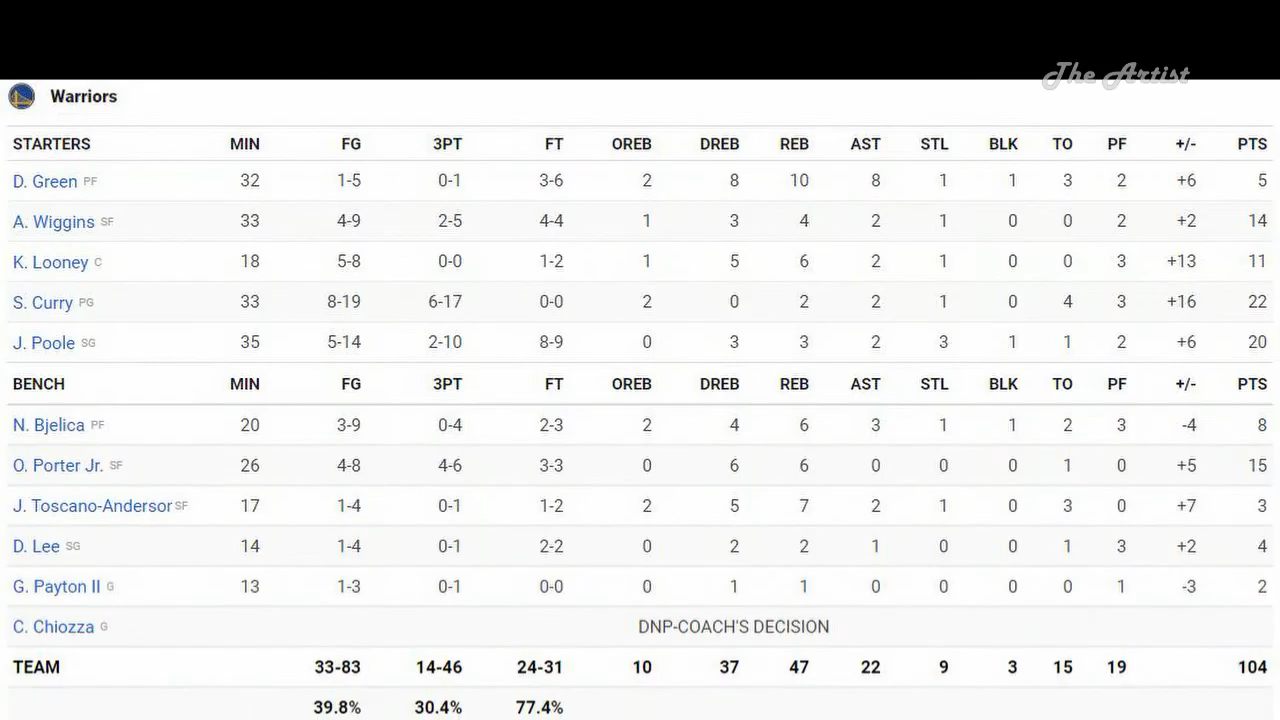 The Artist
Warriors
STARTERS MIN FG 3PT FT OREB DREB REB AST STL BLK TO PF +/- PTS
D. Green PF 32 1-5 0-1 3-6 2 8 10 8 1 1 3 2 +6 5
A. Wiggins SF 33 4-9 2-5 4-4 1 3 4 2 1 0 0 2 +2 14
K. Looney C 18 5-8 0-0 1-2 1 5 6 2 1 0 0 3 +13 11
S. Curry PG 33 8-19 6-17 0-0 2 0 2 2 1 0 4 3 +16 22
J. Poole SG 35 5-14 2-10 8-9 0 3 3 2 3 1 1 2 +6 20
BENCH MIN FG 3PT FT OREB DREB REB AST STL BLK TO PF +/- PTS
N. Bjelica PF 20 3-9 0-4 2-3 2 4 6 3 1 1 2 3 -4 8
O. Porter Jr. SF 26 4-8 4-6 3-3 0 6 6 0 0 0 1 0 +5 15
J. Toscano-Andersor SF 17 1-4 0-1 1-2 2 5 7 2 1 0 3 0 +7 3
D. Lee SG 14 1-4 0-1 2-2 0 2 2 1 0 0 1 3 +2 4
G. Payton II G 13 1-3 0-1 0-0 0 1 1 0 0 0 0 1 -3 2
C. Chiozza G DNP-COACH'S DECISION
TEAM 33-83 14-46 24-31 10 37 47 22 9 3 15 19 104
39.8% 30.4% 77.4%